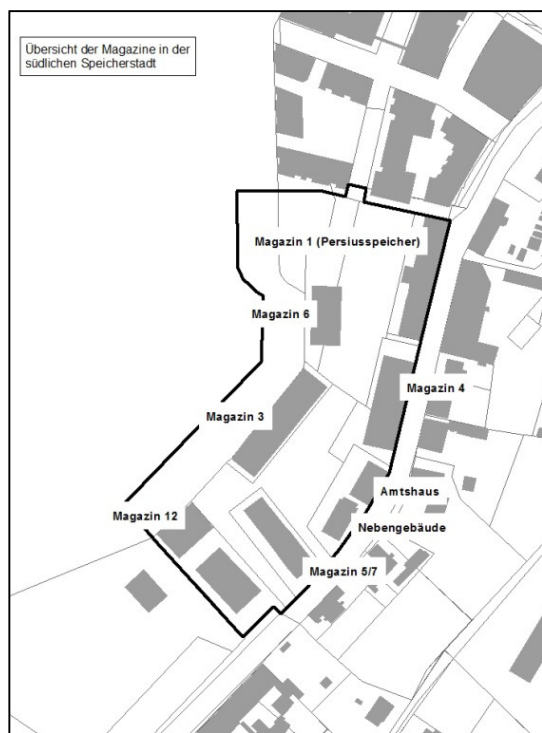 Übersicht der Magazine in der
südlichen Speicherstadt
Magazin 1 (Persiusspeicher)
Magazin 6
Magazin 4
Magazin 3
Amtshaus
Magazin 12
Nebengebäude
Magazin 5/7